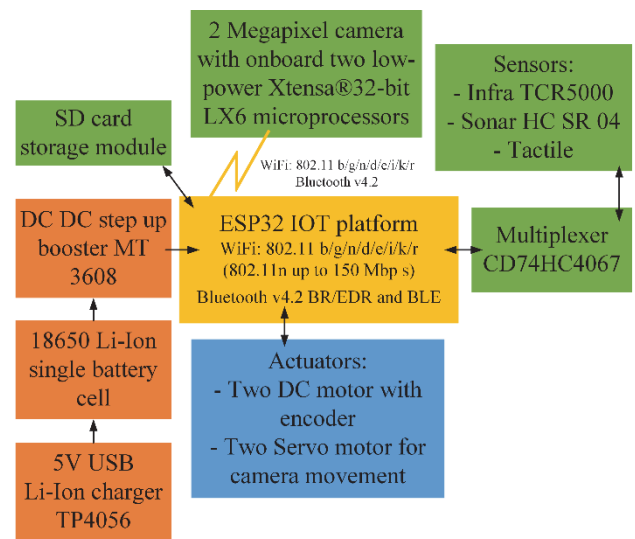 2 Megapixel camera
with onboard two low-
power Xtensa®32-bit
LX6 microprocessors
Sensors:
- Infra TCR5000
- Sonar HC SR 04
- Tactile
SD card
storage module
WiFi: 802.11 b/g/n/d/e/i/k/r
Bluetooth v4.2
DC DC step up
booster MT
3608
ESP32 IOT platform
WiFi: 802.11 b/g/n/d/e/i/k/r
(802.11n up to 150 Mbp s)
Bluetooth v4.2 BR/EDR and BLE
Multiplexer
CD74HC4067
18650 Li-Ion
single battery
cell
Actuators:
- Two DC motor with
encoder
- Two Servo motor for
camera movement
5V USB
Li-Ion charger
TP4056